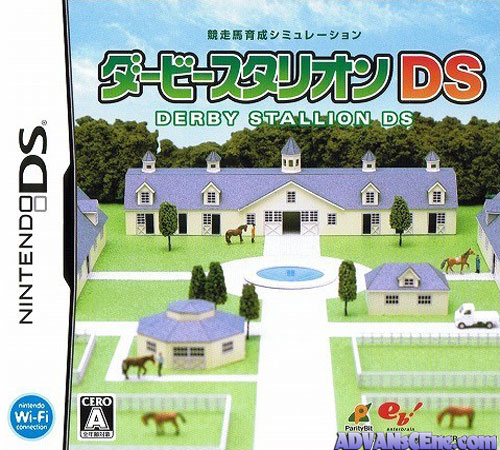 競走馬育成シミュレーション
ダービースタリオン DS
DERBY STALLION DS
NINTENDO DS
nintendo
Wi-Fi
connection
CERO
A
全年齢対象
ParityBit
eb!
enterbrain
ADVAnSCEne.com